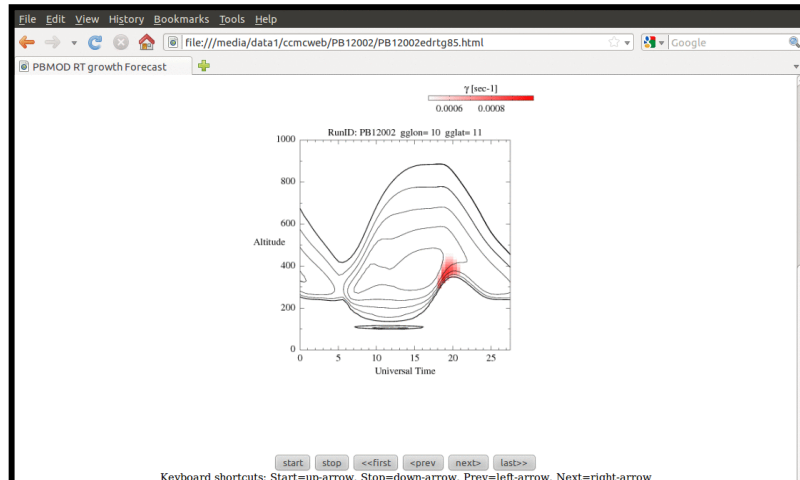 File Edit View History Bookmarks Tools Help
file:///media/data1/ccmcweb/PB12002/PB12002edrtg85.html
Google
PBMOD RT growth Forecast
γ [sec-1]
0.0006 0.0008
RunID: PB12002 gglon= 10 gglat= 11
1000
800
600
Altitude
400
200
0
0 5 10 15 20 25
Universal Time
start stop <<first <prev next> last>>
Keyboard shortcuts: Start=up-arrow, Stop=down-arrow, Prev=left-arrow, Next=right-arrow